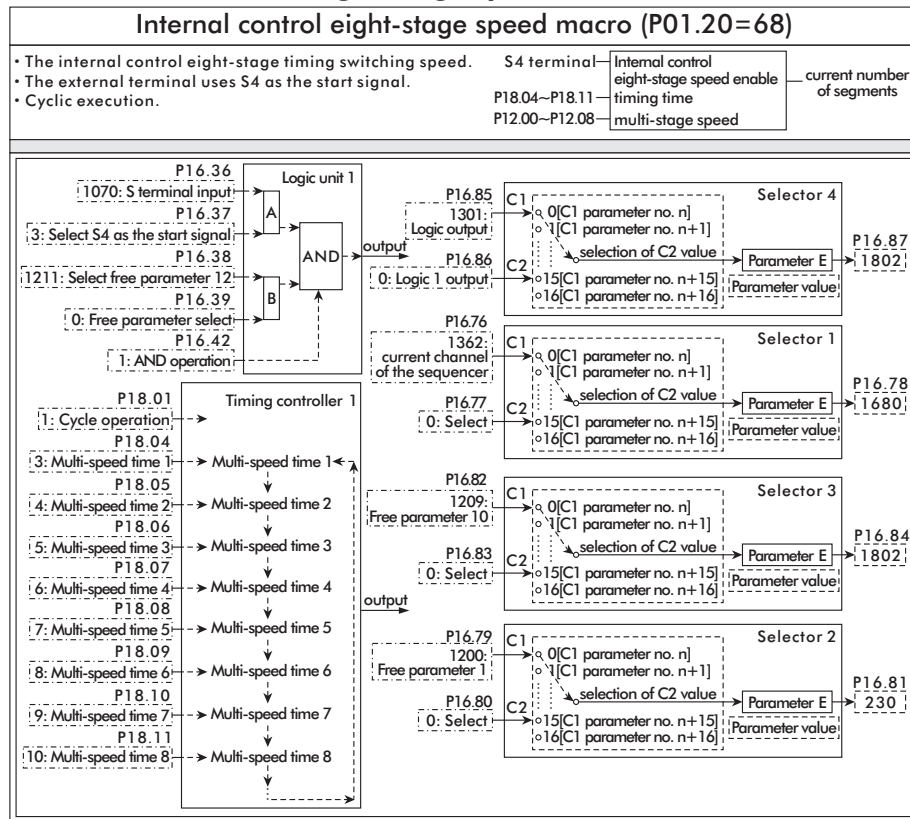 Internal control eight-stage speed macro (P01.20=68)
• The internal control eight-stage timing switching speed.
• The external terminal uses S4 as the start signal.
• Cyclic execution.
S4 terminal
Internal control
eight-stage speed enable
P18.04~P18.11
timing time
P12.00~P12.08
multi-stage speed
current number
of segments
P16.36
1070: S terminal input
P16.37
3: Select S4 as the start signal
P16.38
1211: Select free parameter 12
P16.39
0: Free parameter select
P16.42
1: AND operation
Logic unit 1
A
B
AND
output
P18.01
1: Cycle operation
P18.04
3: Multi-speed time 1
P18.05
4: Multi-speed time 2
P18.06
5: Multi-speed time 3
P18.07
6: Multi-speed time 4
P18.08
7: Multi-speed time 5
P18.09
8: Multi-speed time 6
P18.10
9: Multi-speed time 7
P18.11
10: Multi-speed time 8
Timing controller 1
Multi-speed time 1
Multi-speed time 2
Multi-speed time 3
Multi-speed time 4
Multi-speed time 5
Multi-speed time 6
Multi-speed time 7
Multi-speed time 8
output
P16.85
1301:
Logic output
P16.86
0: Logic 1 output
C1
C2
Selector 4
0[C1 parameter no. n]
1[C1 parameter no. n+1]
selection of C2 value
15[C1 parameter no. n+15]
16[C1 parameter no. n+16]
Parameter E
Parameter value
P16.87
1802
P16.76
1362:
current channel
of the sequencer
P16.77
0: Select
C1
C2
Selector 1
0[C1 parameter no. n]
1[C1 parameter no. n+1]
selection of C2 value
15[C1 parameter no. n+15]
16[C1 parameter no. n+16]
Parameter E
Parameter value
P16.78
1680
P16.82
1209:
Free parameter 10
P16.83
0: Select
C1
C2
Selector 3
0[C1 parameter no. n]
1[C1 parameter no. n+1]
selection of C2 value
15[C1 parameter no. n+15]
16[C1 parameter no. n+16]
Parameter E
Parameter value
P16.84
1802
P16.79
1200:
Free parameter 1
P16.80
0: Select
C1
C2
Selector 2
0[C1 parameter no. n]
1[C1 parameter no. n+1]
selection of C2 value
15[C1 parameter no. n+15]
16[C1 parameter no. n+16]
Parameter E
Parameter value
P16.81
230